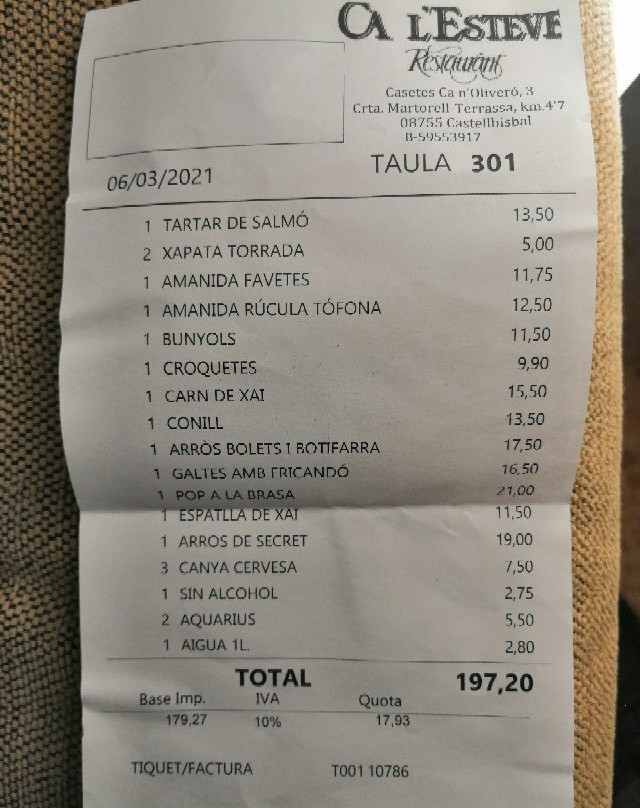 CA L'ESTEVE
Restaurant
Casetes Ca n'Oliveró, 3
Crta. Martorell-Terrassa, km.4'7
08755 Castellbisbal
B-59553917
TAULA 301
06/03/2021
1 TARTAR DE SALMÓ 13,50
2 XAPATA TORRADA 5,00
1 AMANIDA FAVETES 11,75
1 AMANIDA RÚCULA TÓFONA 12,50
1 BUNYOLS 11,50
1 CROQUETES 9,90
1 CARN DE XAI 15,50
1 CONILL 13,50
1 ARRÒS BOLETS I BOTIFARRA 17,50
1 GALTES AMB FRICANDÓ 16,50
1 POP A LA BRASA 21,00
1 ESPATLLA DE XAI 11,50
1 ARROS DE SECRET 19,00
3 CANYA CERVESA 7,50
1 SIN ALCOHOL 2,75
2 AQUARIUS 5,50
1 AIGUA 1L. 2,80
TOTAL 197,20
Base Imp. IVA Quota
179,27 10% 17,93
TIQUET/FACTURA T001 10786